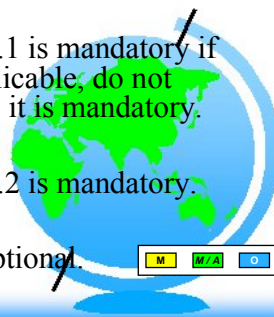 .1 is mandatory if
licable, do not
it is mandatory.
.2 is mandatory.
ptional.
M M/A O